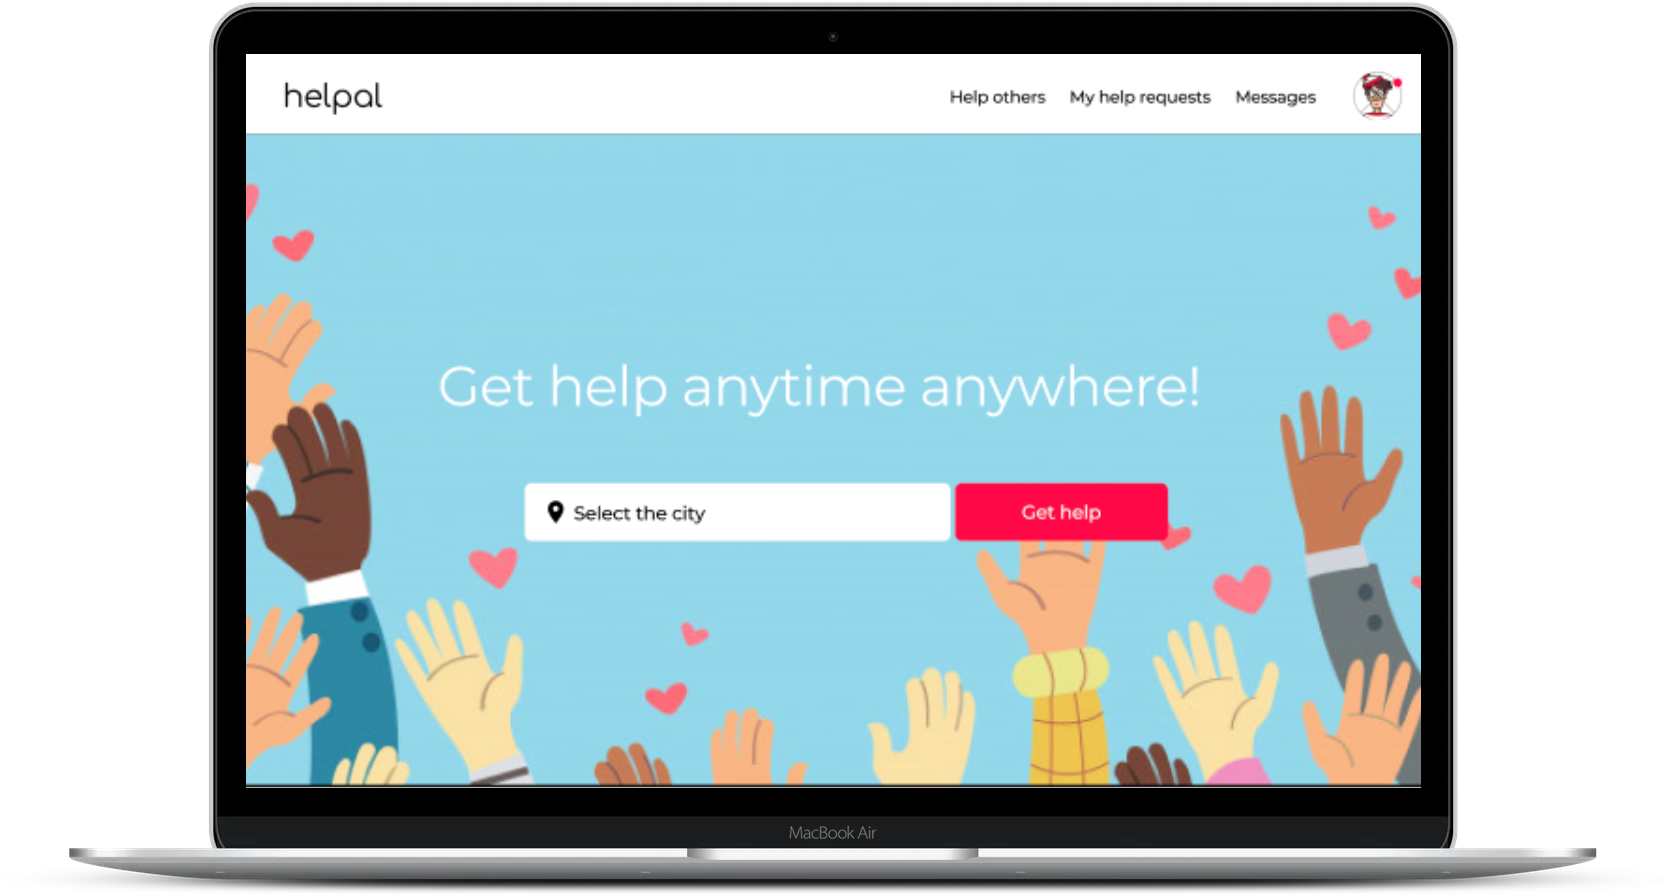 helpal
Help others My help requests Messages
Get help anytime anywhere!
Select the city
Get help
MacBook Air